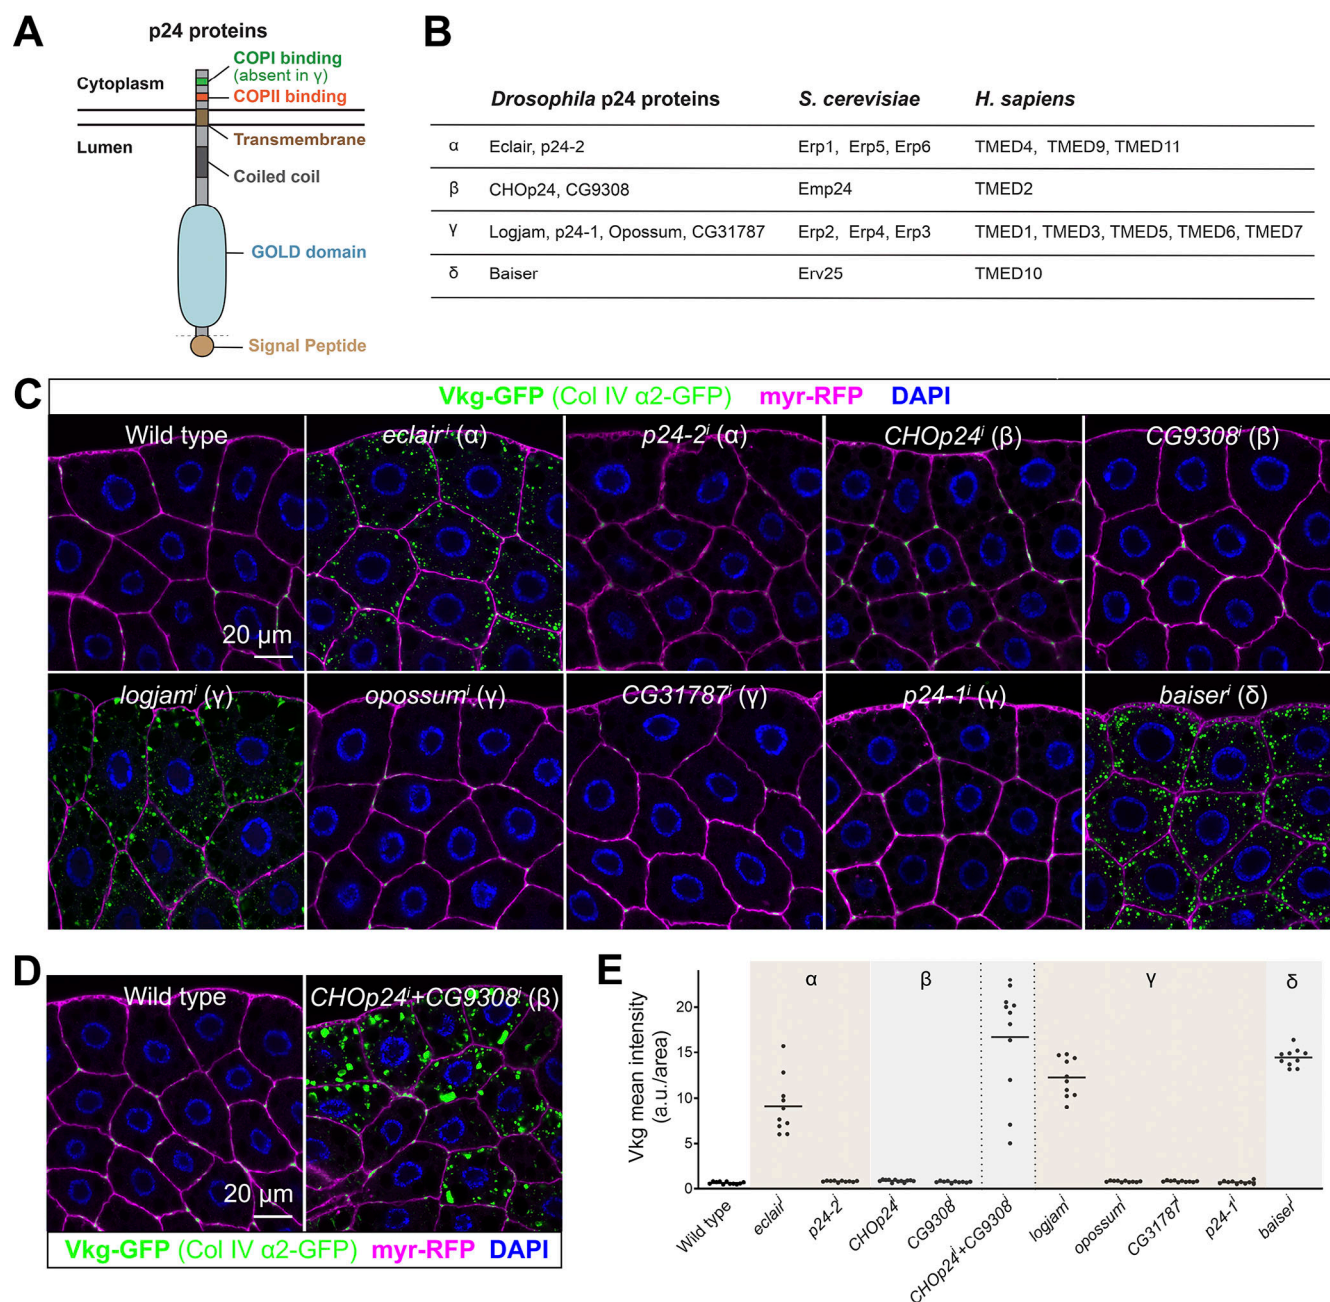 A
p24 proteins
Cytoplasm
COPI binding
(absent in γ)
COPII binding
Transmembrane
Lumen
Coiled coil
GOLD domain
Signal Peptide
B
Drosophila p24 proteins S. cerevisiae H. sapiens
α Eclair, p24-2 Erp1, Erp5, Erp6 TMED4, TMED9, TMED11
β CHOp24, CG9308 Emp24 TMED2
γ Logjam, p24-1, Opossum, CG31787 Erp2, Erp4, Erp3 TMED1, TMED3, TMED5, TMED6, TMED7
δ Baiser Erv25 TMED10
C
Vkg-GFP (Col IV α2-GFP) myr-RFP DAPI
Wild type eclairⁱ (α) p24-2ⁱ (α) CHOp24ⁱ (β) CG9308ⁱ (β)
20 µm
logjamⁱ (γ) opossumⁱ (γ) CG31787ⁱ (γ) p24-1ⁱ (γ) baiserⁱ (δ)
D
Wild type CHOp24ⁱ+CG9308ⁱ (β)
20 µm
Vkg-GFP (Col IV α2-GFP) myr-RFP DAPI
E
Vkg mean intensity
(a.u./area)
α β γ δ
20
15
10
5
0
Wild type eclairⁱ p24-2ⁱ CHOp24ⁱ CG9308ⁱ CHOp24ⁱ+CG9308ⁱ logjamⁱ opossumⁱ CG31787ⁱ p24-1ⁱ baiserⁱ